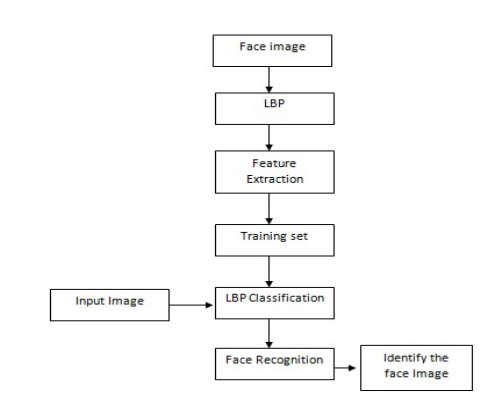 Face image
LBP
Feature
Extraction
Training set
Input Image
LBP Classification
Face Recognition
Identify the
face Image